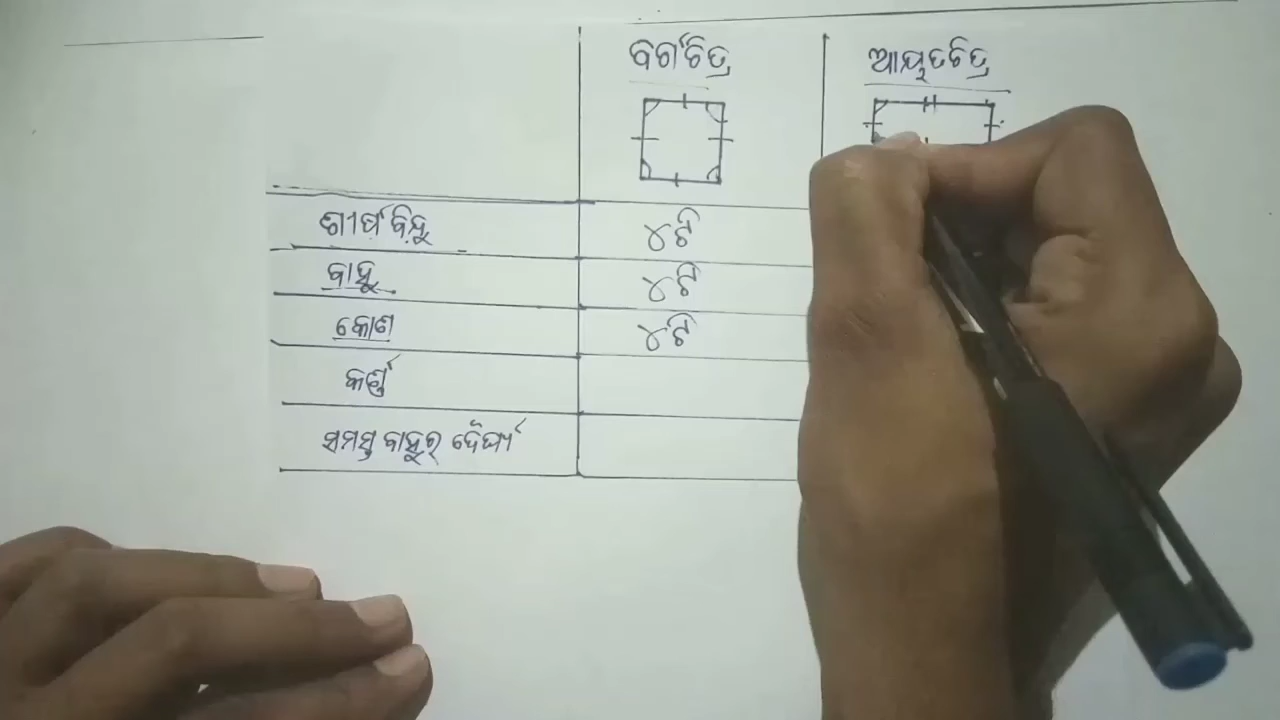 ବର୍ଗଚିତ୍ର ଆୟତଚିତ୍ର
ଶୀର୍ଷ ବିନ୍ଦୁ ୪ଟି
ବାହୁ ୪ଟି
କୋଣ ୪ଟି
କର୍ଣ୍ଣ
ସମସ୍ତ ବାହୁର ଦୈର୍ଘ୍ୟ